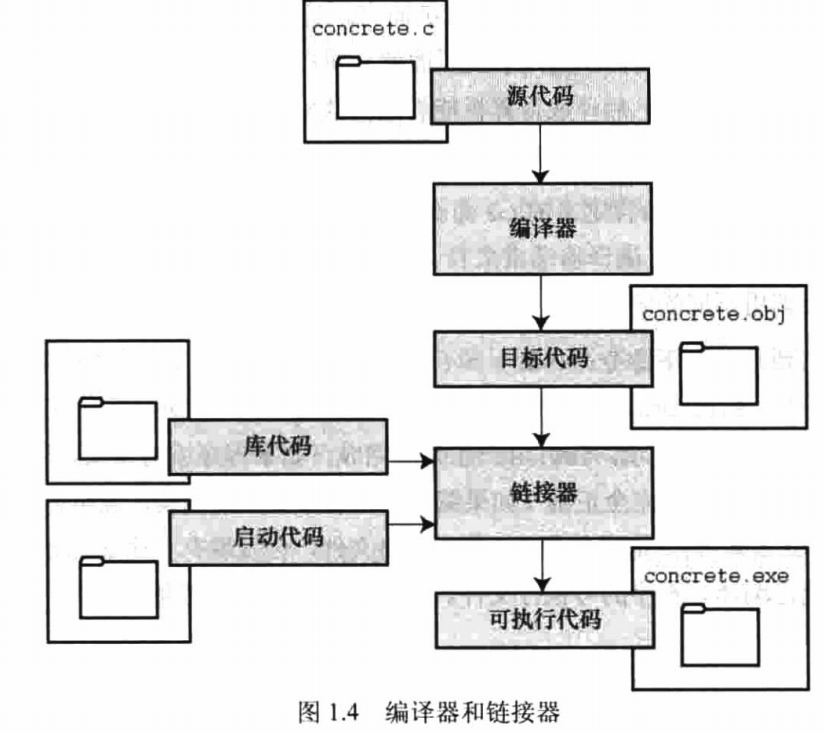 concrete.c
源代码
编译器
concrete.obj
目标代码
库代码
链接器
启动代码
concrete.exe
可执行代码
图 1.4 编译器和链接器